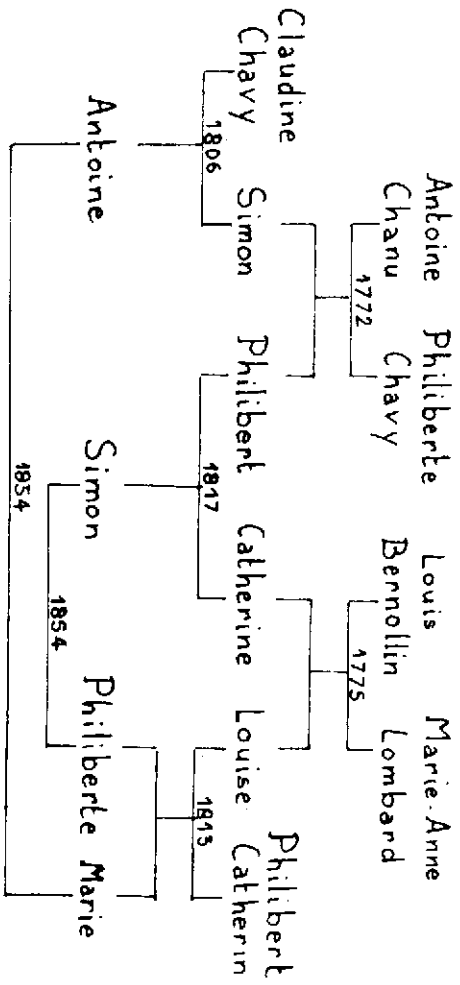 Antoine
Chanu
Philiberte
Chavy
1772
Louis
Bernollin
Marie-Anne
Lombard
1775
Claudine
Chavy
Simon
1806
Philibert
Catherine
1817
Louise
Philibert
Catherin
1813
Antoine
Simon
Philiberte
Marie
1854
1834